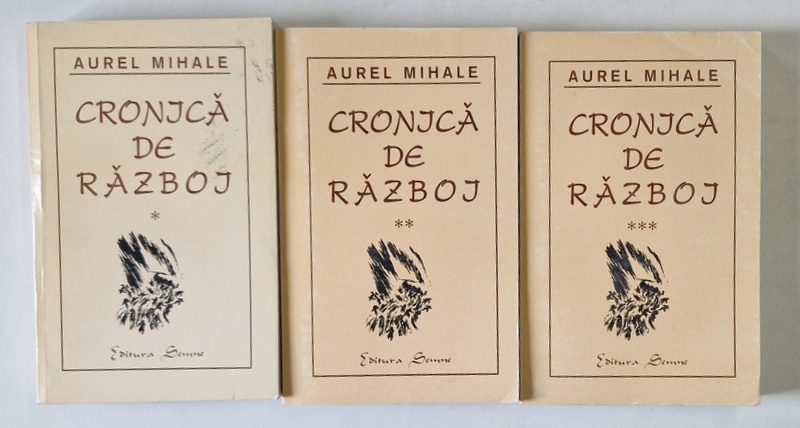 AUREL MIHALE
CRONICĂ
DE
RĂZBOI
*
Editura Semne
AUREL MIHALE
CRONICĂ
DE
RĂZBOI
**
Editura Semne
AUREL MIHALE
CRONICĂ
DE
RĂZBOI
***
Editura Semne